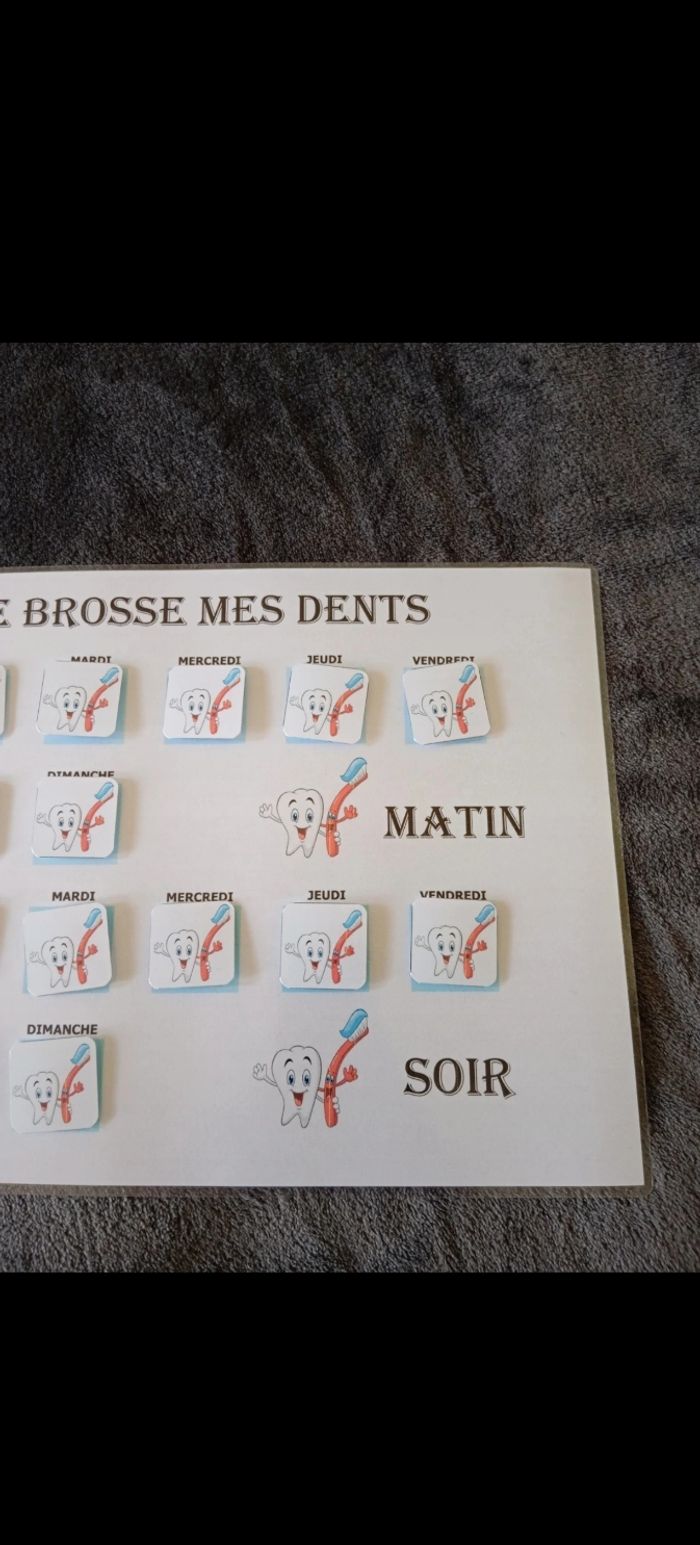 E BROSSE MES DENTS
MARDI MERCREDI JEUDI VENDREDI
DIMANCHE
MATIN
MARDI MERCREDI JEUDI VENDREDI
DIMANCHE
SOIR